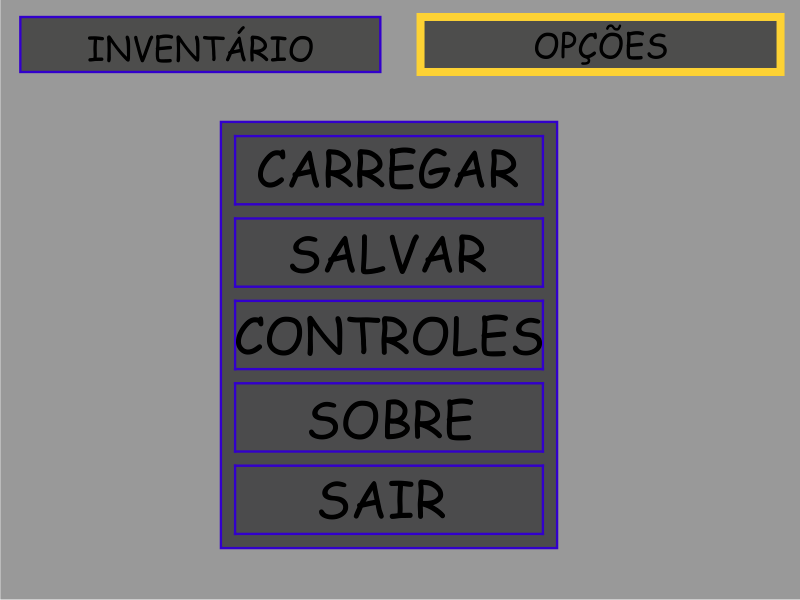 INVENTÁRIO
OPÇÕES
CARREGAR
SALVAR
CONTROLES
SOBRE
SAIR